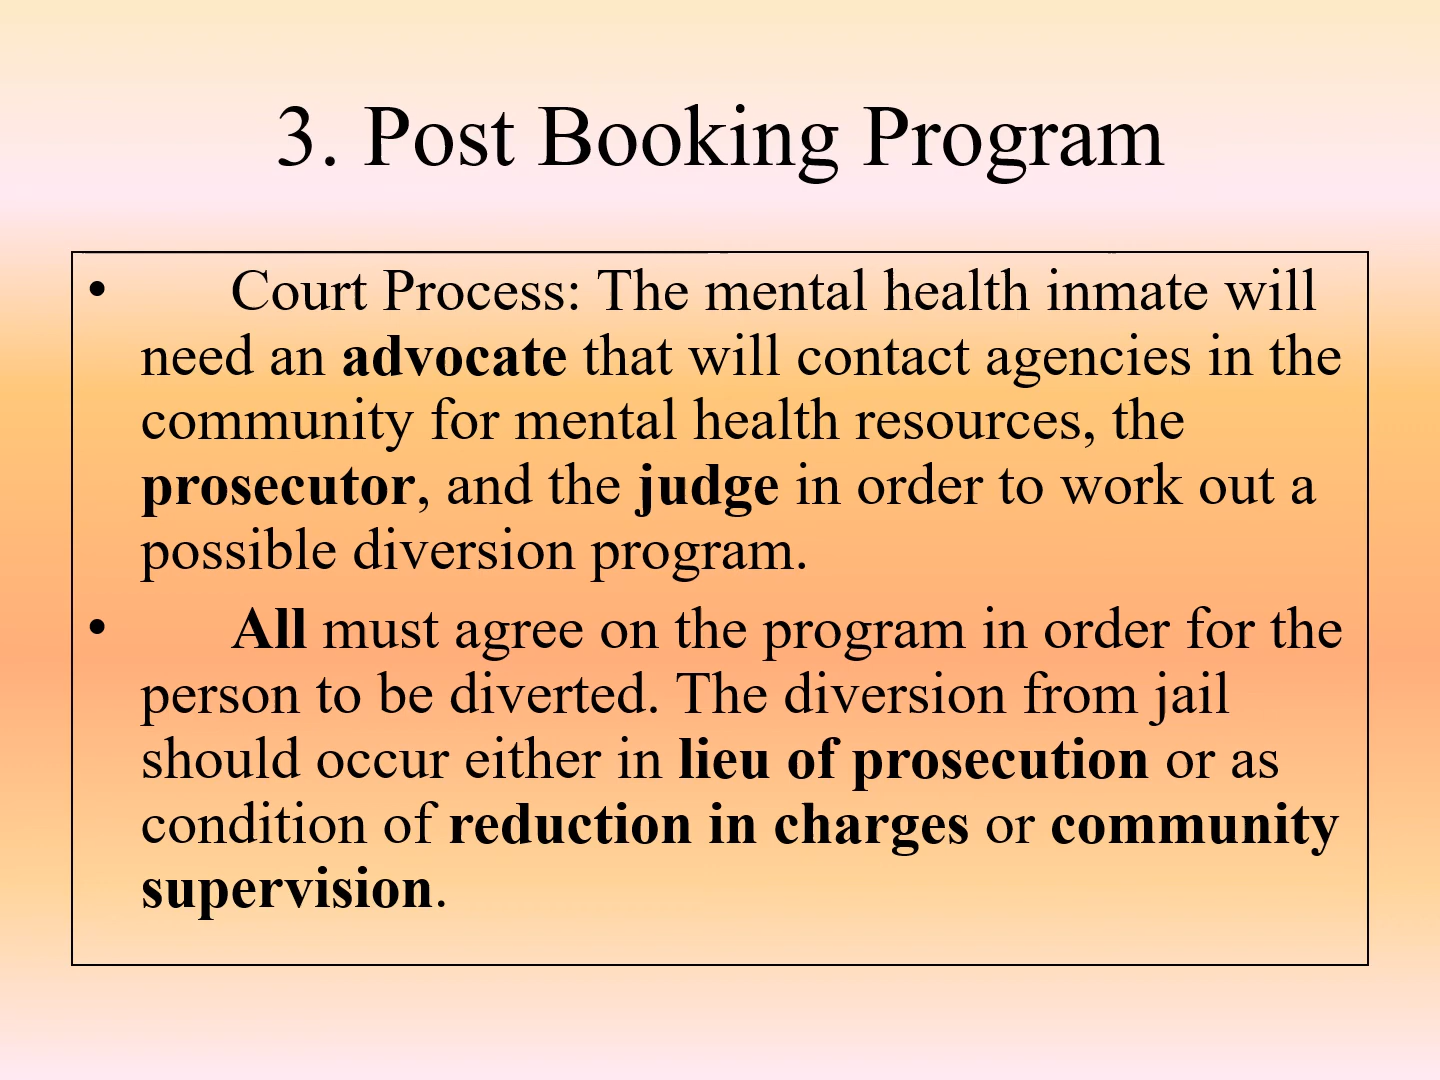 3. Post Booking Program
• Court Process: The mental health inmate will
need an advocate that will contact agencies in the
community for mental health resources, the
prosecutor, and the judge in order to work out a
possible diversion program.
• All must agree on the program in order for the
person to be diverted. The diversion from jail
should occur either in lieu of prosecution or as
condition of reduction in charges or community
supervision.